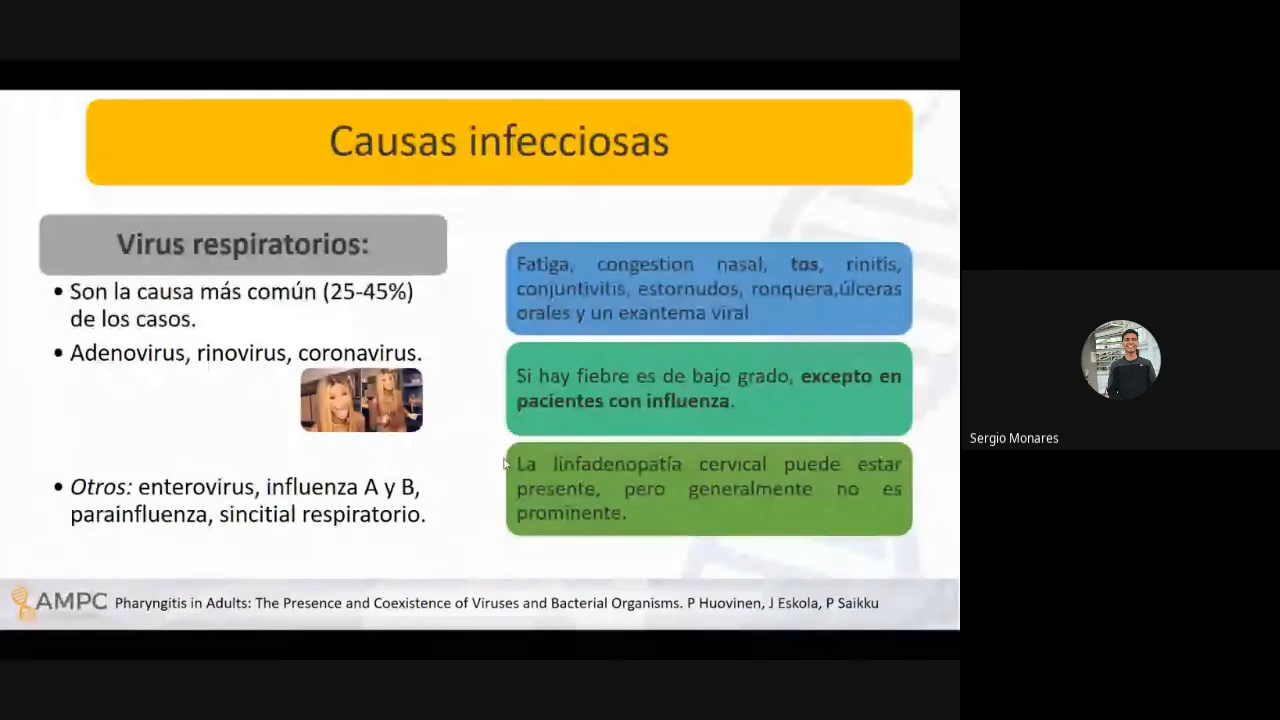 Causas infecciosas
Virus respiratorios:
• Son la causa más común (25-45%)
de los casos.
• Adenovirus, rinovirus, coronavirus.
• Otros: enterovirus, influenza A y B,
parainfluenza, sincitial respiratorio.
Fatiga, congestion nasal, tos, rinitis,
conjuntivitis, estornudos, ronquera,úlceras
orales y un exantema viral
Si hay fiebre es de bajo grado, excepto en
pacientes con influenza.
La linfadenopatía cervical puede estar
presente, pero generalmente no es
prominente.
AMPC Pharyngitis in Adults: The Presence and Coexistence of Viruses and Bacterial Organisms. P Huovinen, J Eskola, P Saikku
Sergio Monares